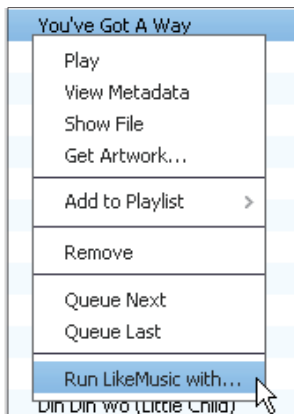 You've Got A Way
Play
View Metadata
Show File
Get Artwork...
Add to Playlist >
Remove
Queue Next
Queue Last
Run LikeMusic with...
Din Din Wo (Little Child)